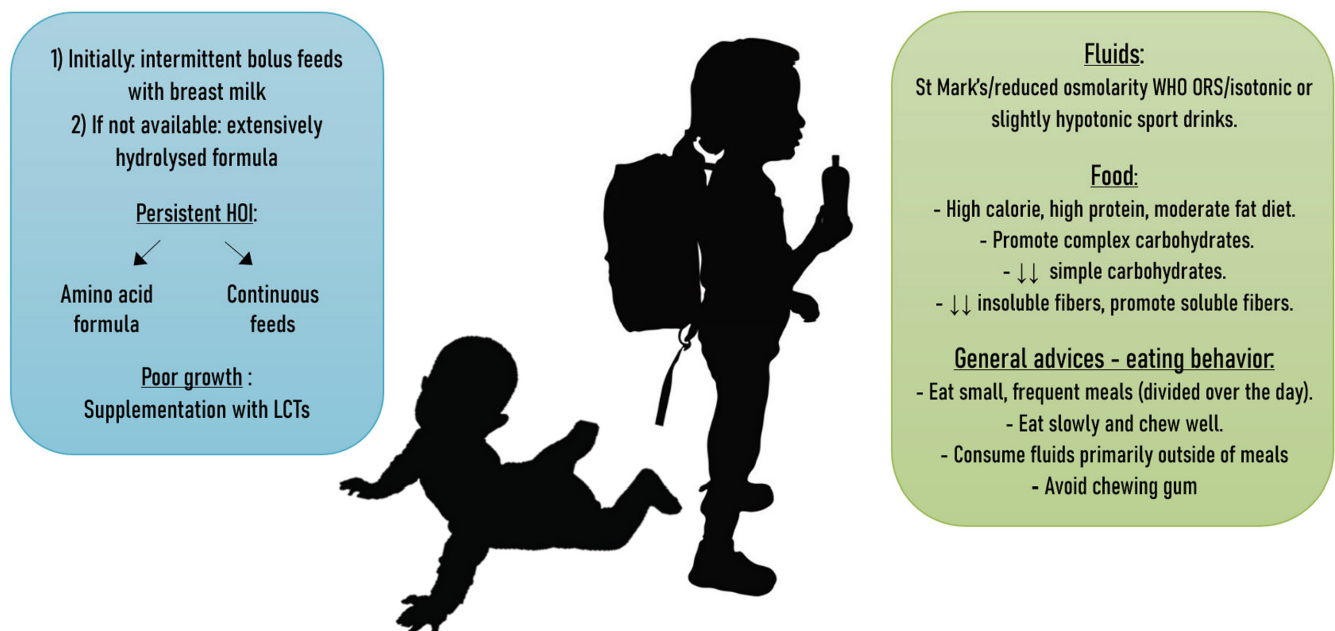 1) Initially: intermittent bolus feeds
with breast milk
2) If not available: extensively
hydrolysed formula
Persistent HOI:
Amino acid
formula
Continuous
feeds
Poor growth :
Supplementation with LCTs
Fluids:
St Mark's/reduced osmolarity WHO ORS/isotonic or
slightly hypotonic sport drinks.
Food:
- High calorie, high protein, moderate fat diet.
- Promote complex carbohydrates.
- ↓↓ simple carbohydrates.
- ↓↓ insoluble fibers, promote soluble fibers.
General advices - eating behavior:
- Eat small, frequent meals (divided over the day).
- Eat slowly and chew well.
- Consume fluids primarily outside of meals
- Avoid chewing gum